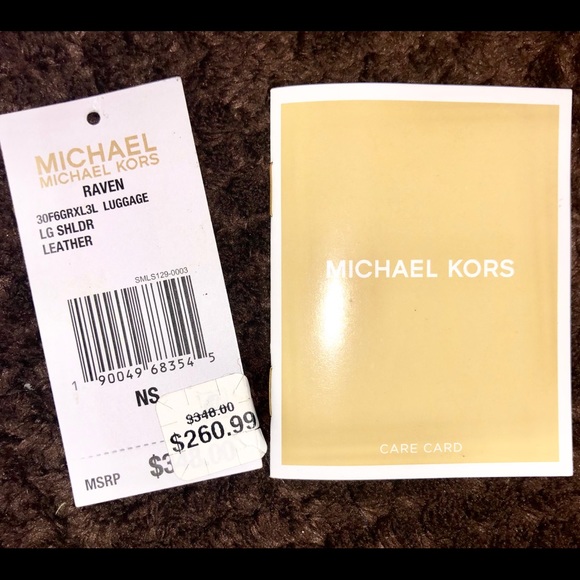 MICHAEL
MICHAEL KORS
RAVEN
30F6GRXL3L LUGGAGE
LG SHLDR
LEATHER
SMLS129-0003
1 90049 68354 5
NS
$348.00
$260.99
MSRP
MICHAEL KORS
CARE CARD